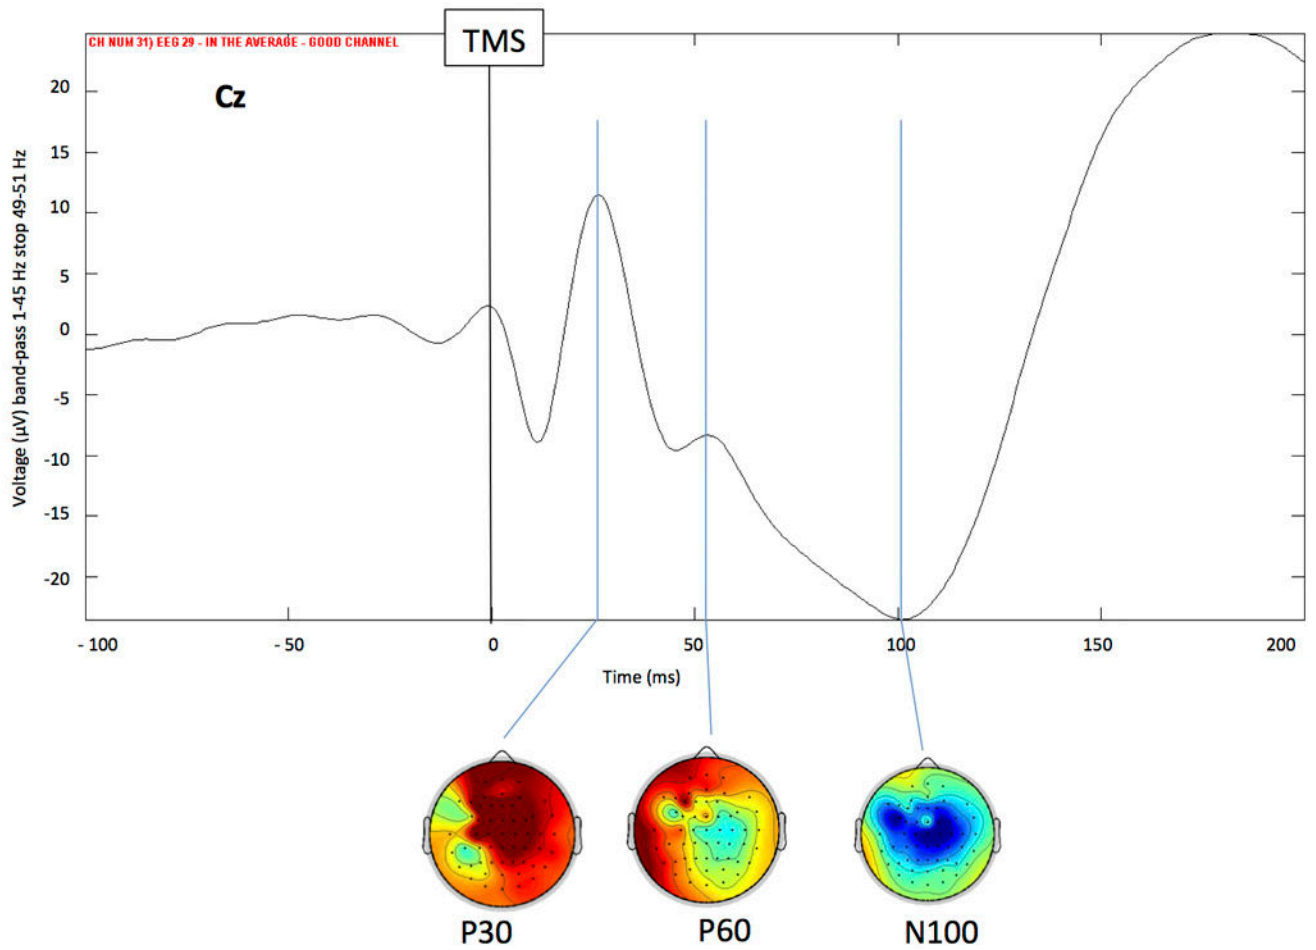 CH NUM 31) EEG 29 - IN THE AVERAGE - GOOD CHANNEL
TMS
Cz
Voltage (µV) band-pass 1-45 Hz stop 49-51 Hz
20
15
10
5
0
-5
-10
-15
-20
- 100
- 50
0
50
100
150
200
Time (ms)
P30
P60
N100